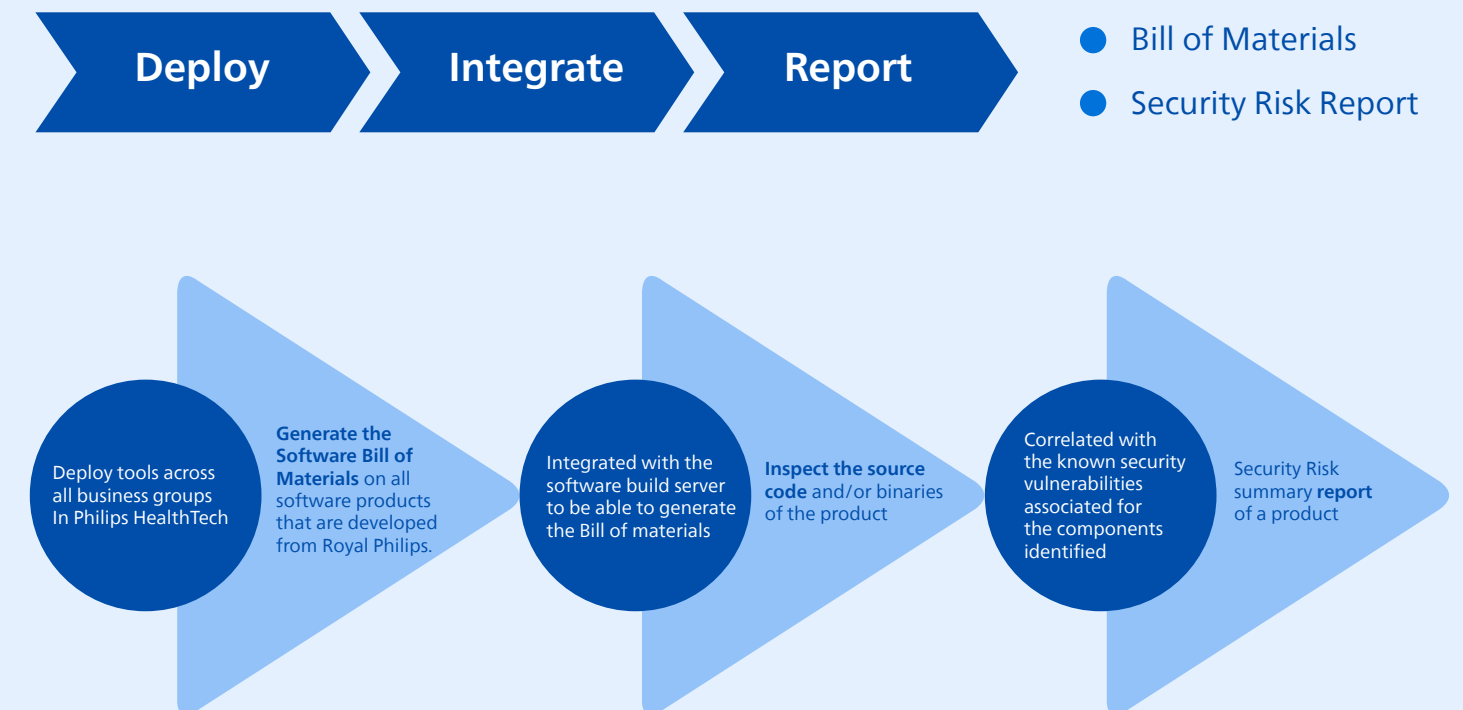 Deploy
Integrate
Report
Bill of Materials
Security Risk Report
Deploy tools across
all business groups
In Philips HealthTech
Generate the
Software Bill of
Materials on all
software products
that are developed
from Royal Philips.
Integrated with the
software build server
to be able to generate
the Bill of materials
Inspect the source
code and/or binaries
of the product
Correlated with
the known security
vulnerabilities
associated for
the components
identified
Security Risk
summary report
of a product